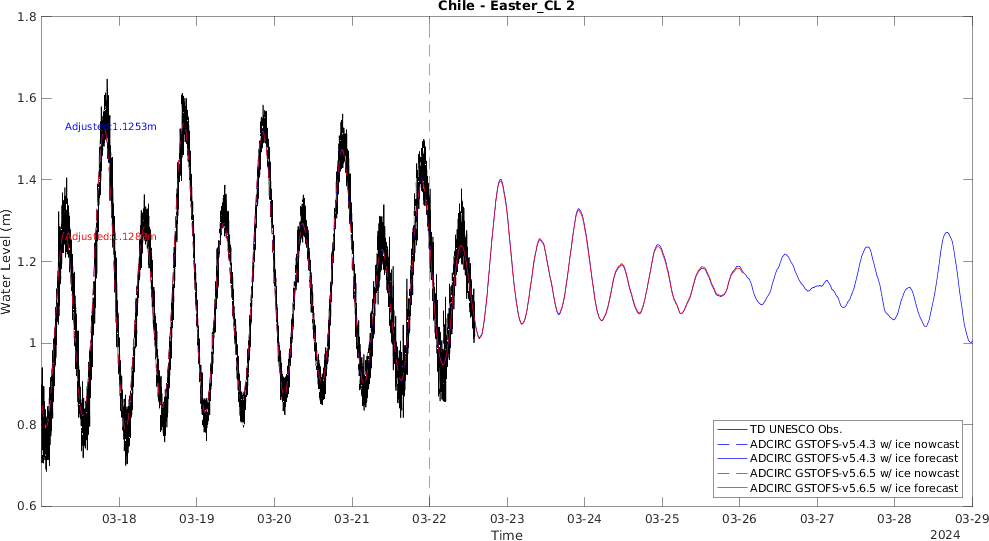 Chile - Easter_CL 2
1.8
1.6
1.4
1.2
1
0.8
0.6
Water Level (m)
Adjusted:1.1253m
03-18
03-19
03-20
03-21
03-22
03-23
03-24
03-25
03-26
03-27
03-28
03-29
2024
Time
TD UNESCO Obs.
ADCIRC GSTOFS-v5.4.3 w/ ice nowcast
ADCIRC GSTOFS-v5.4.3 w/ ice forecast
ADCIRC GSTOFS-v5.6.5 w/ ice nowcast
ADCIRC GSTOFS-v5.6.5 w/ ice forecast